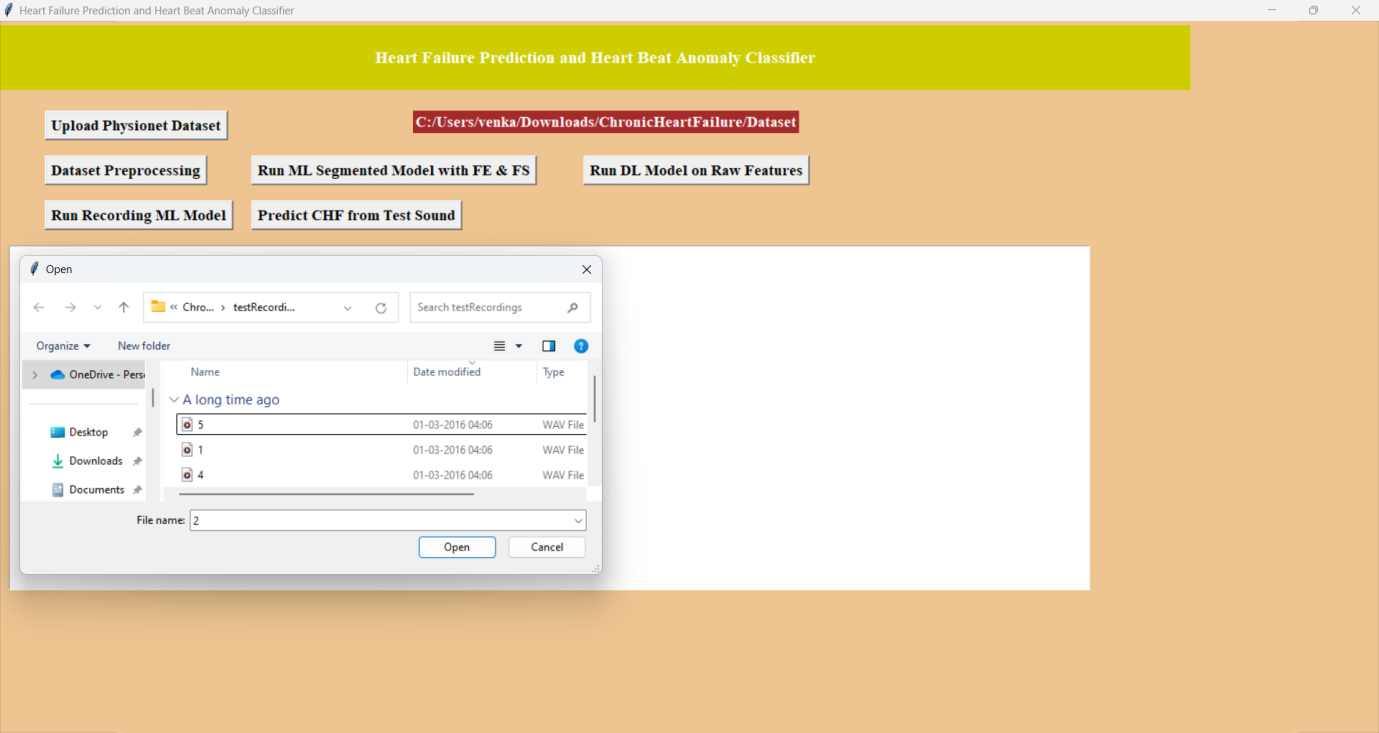 Heart Failure Prediction and Heart Beat Anomaly Classifier
Heart Failure Prediction and Heart Beat Anomaly Classifier
Upload Physionet Dataset
C:/Users/venka/Downloads/ChronicHeartFailure/Dataset
Dataset Preprocessing Run ML Segmented Model with FE & FS Run DL Model on Raw Features
Run Recording ML Model Predict CHF from Test Sound
Open
« Chro... › testRecordi... Search testRecordings
Organize New folder
OneDrive - Pers
Name Date modified Type
A long time ago
5 01-03-2016 04:06 WAV File
1 01-03-2016 04:06 WAV File
4 01-03-2016 04:06 WAV File
Desktop
Downloads
Documents
File name: 2
Open Cancel